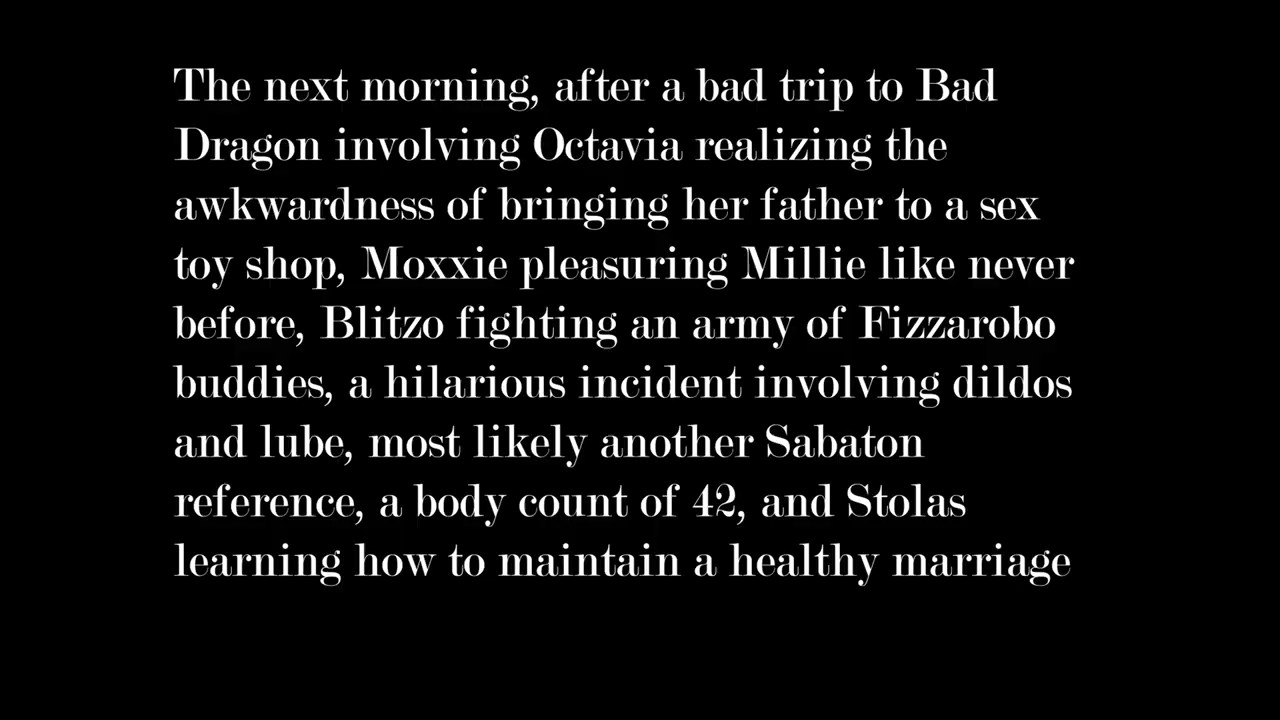 The next morning, after a bad trip to Bad
Dragon involving Octavia realizing the
awkwardness of bringing her father to a sex
toy shop, Moxxie pleasuring Millie like never
before, Blitzo fighting an army of Fizzarobo
buddies, a hilarious incident involving dildos
and lube, most likely another Sabaton
reference, a body count of 42, and Stolas
learning how to maintain a healthy marriage